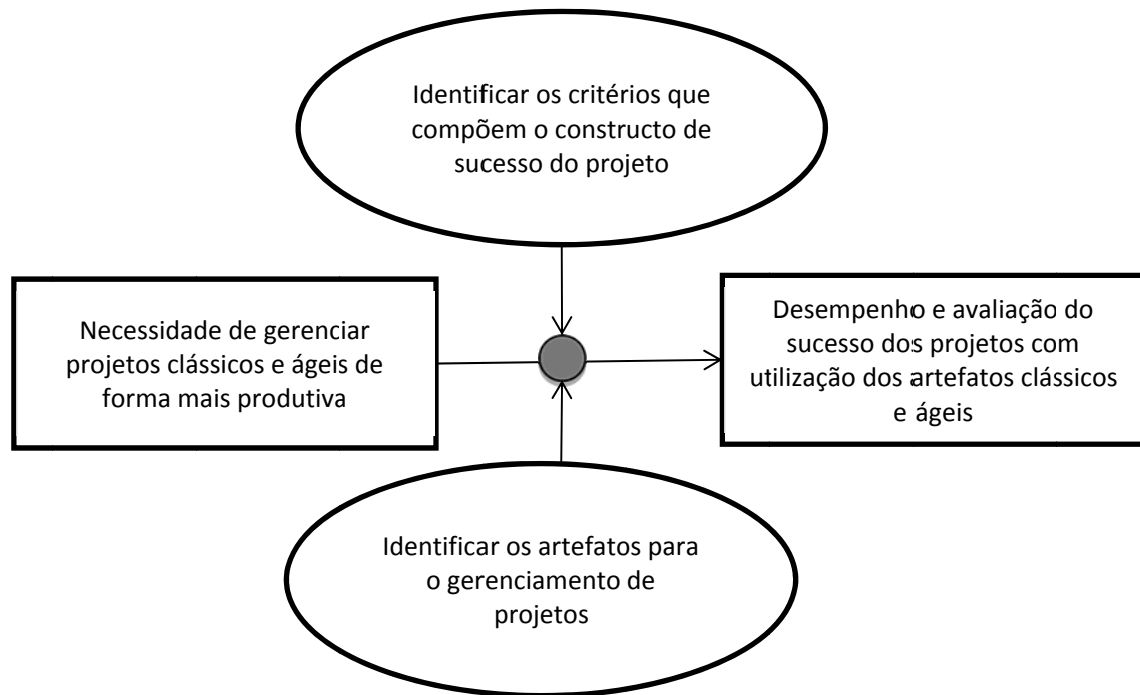 Identificar os critérios que
compõem o constructo de
sucesso do projeto
Necessidade de gerenciar
projetos clássicos e ágeis de
forma mais produtiva
Desempenho e avaliação do
sucesso dos projetos com
utilização dos artefatos clássicos
e ágeis
Identificar os artefatos para
o gerenciamento de
projetos